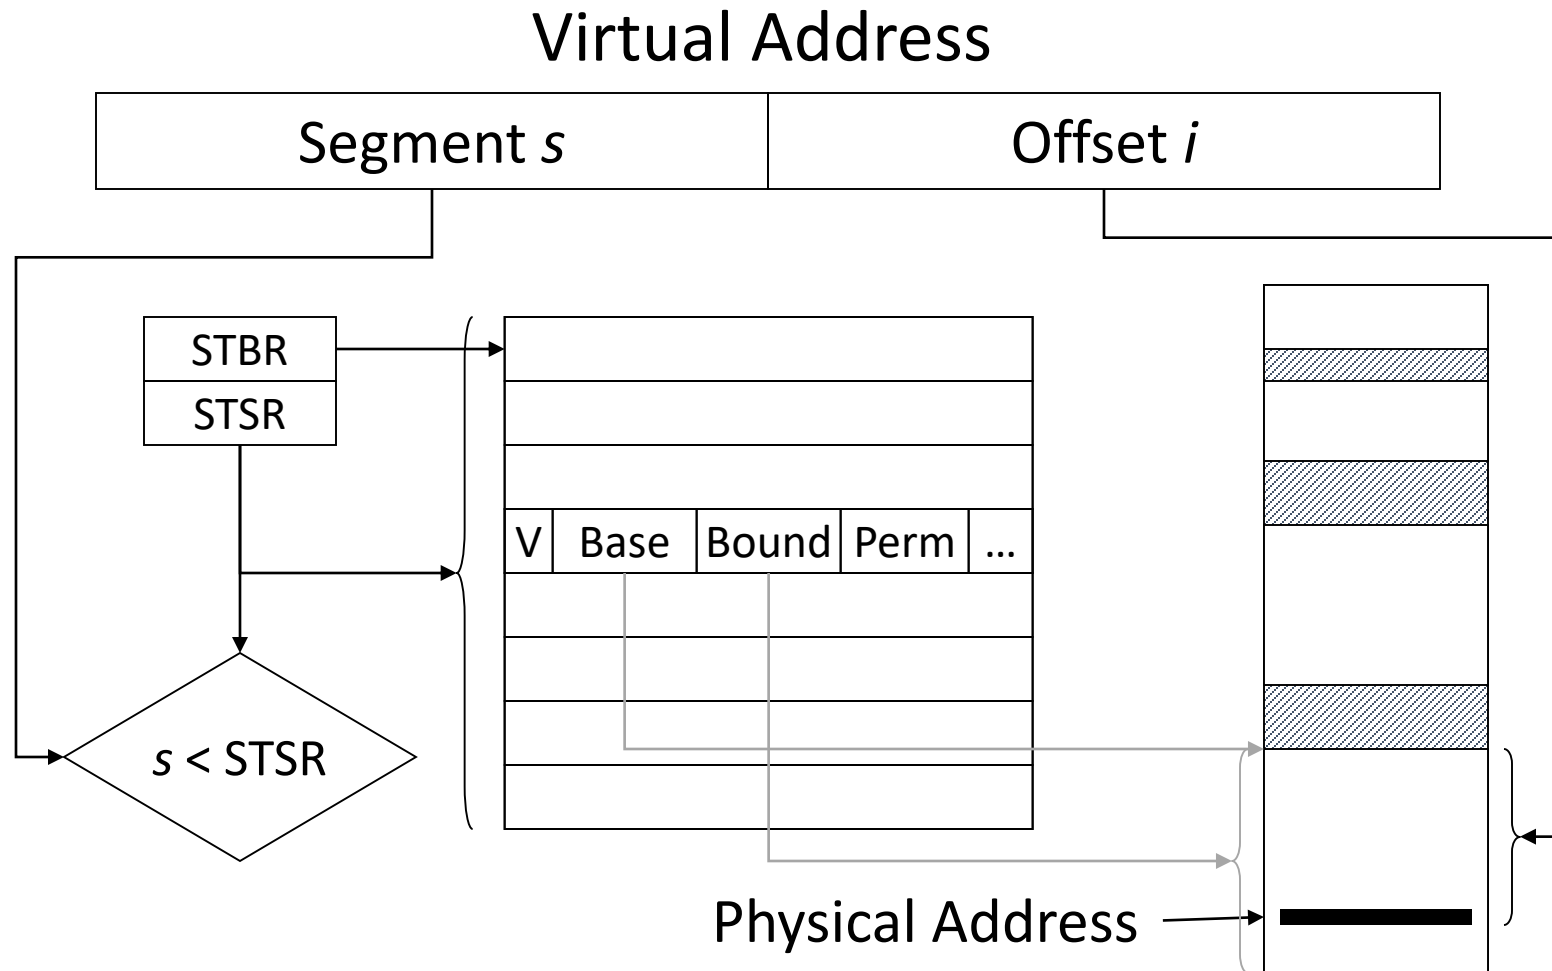 Virtual Address
Segment s
Offset i
STBR
STSR
V Base Bound Perm ...
s < STSR
Physical Address